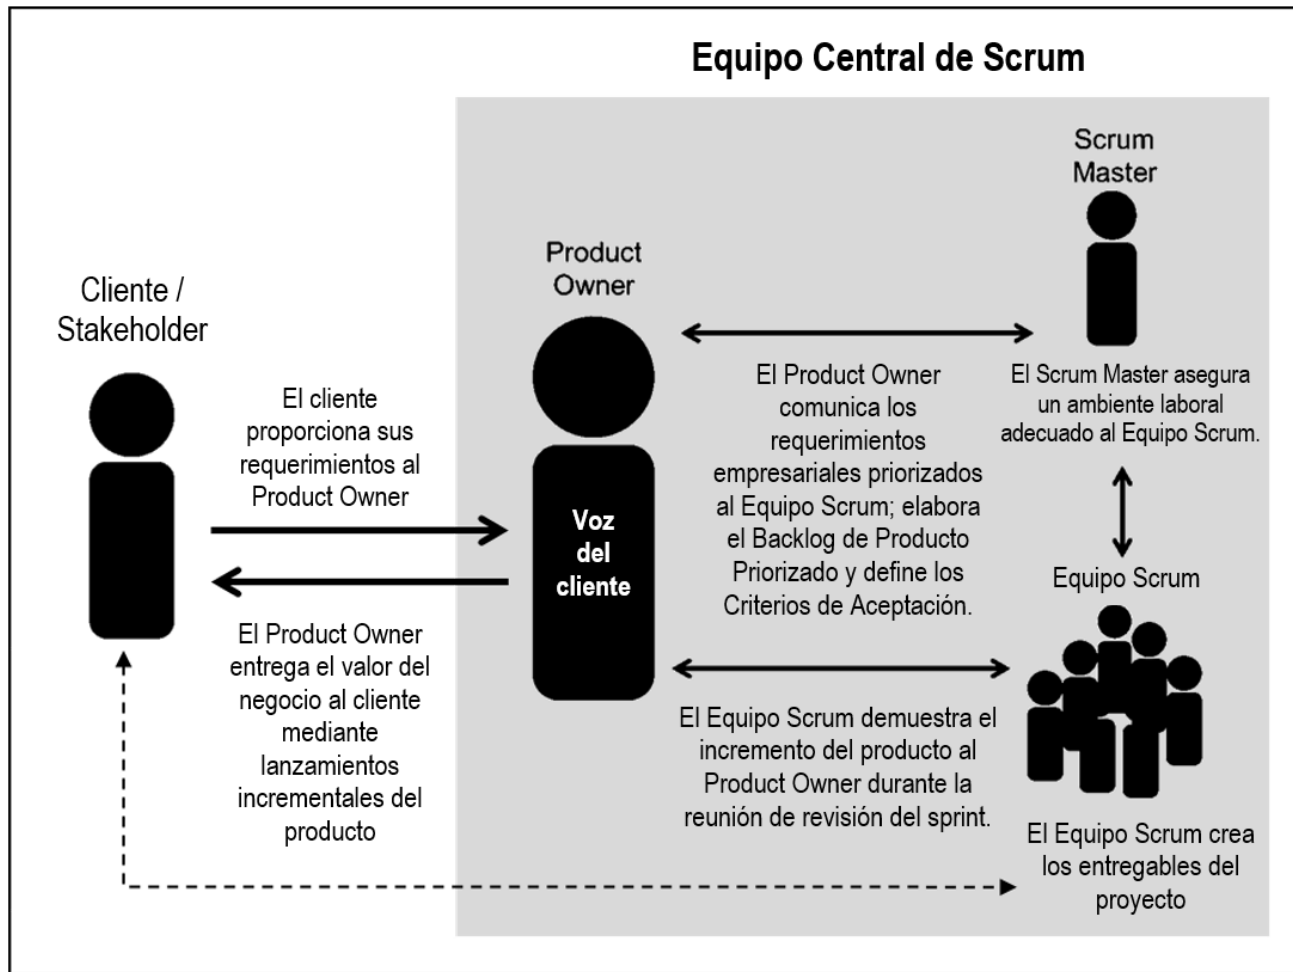 Equipo Central de Scrum
Cliente /
Stakeholder
El cliente
proporciona sus
requerimientos al
Product Owner
El Product Owner
entrega el valor del
negocio al cliente
mediante
lanzamientos
incrementales del
producto
Product
Owner
Voz
del
cliente
El Product Owner
comunica los
requerimientos
empresariales priorizados
al Equipo Scrum; elabora
el Backlog de Producto
Priorizado y define los
Criterios de Aceptación.
El Equipo Scrum demuestra el
incremento del producto al
Product Owner durante la
reunión de revisión del sprint.
Scrum
Master
El Scrum Master asegura
un ambiente laboral
adecuado al Equipo Scrum.
Equipo Scrum
El Equipo Scrum crea
los entregables del
proyecto